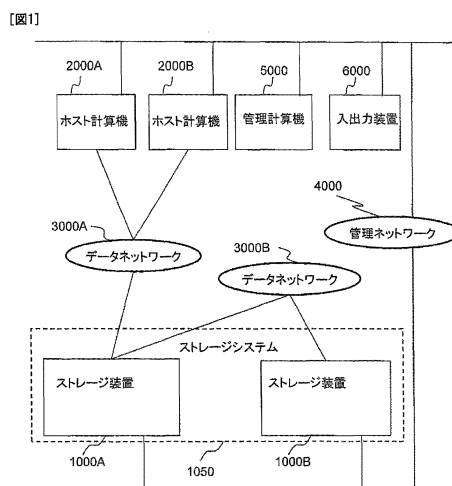 [図1]
2000A
2000B
5000
6000
ホスト計算機
ホスト計算機
管理計算機
入出力装置
4000
3000A
管理ネットワーク
3000B
データネットワーク
データネットワーク
ストレージシステム
ストレージ装置
ストレージ装置
1000A
1050
1000B